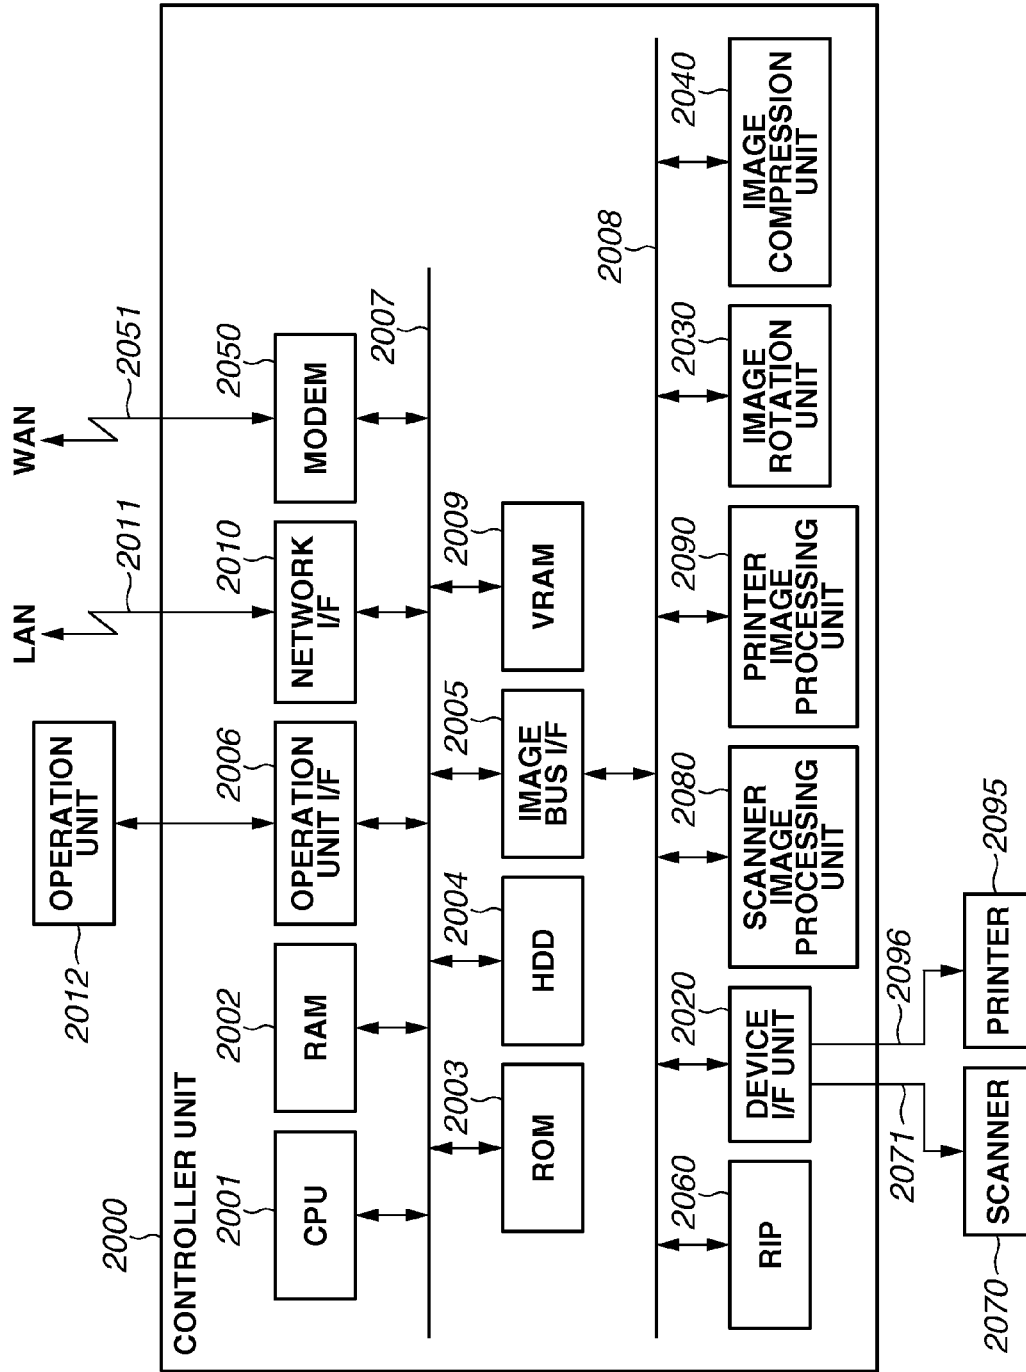 LAN
WAN
2011
2051
OPERATION
UNIT
2012
2000
CONTROLLER UNIT
2001
CPU
2002
RAM
2006
OPERATION
UNIT I/F
2010
NETWORK
I/F
2050
MODEM
2007
2003
ROM
2004
HDD
2005
IMAGE
BUS I/F
2009
VRAM
2008
2060
RIP
2020
DEVICE
I/F UNIT
2080
SCANNER
IMAGE
PROCESSING
UNIT
2090
PRINTER
IMAGE
PROCESSING
UNIT
2030
IMAGE
ROTATION
UNIT
2040
IMAGE
COMPRESSION
UNIT
2071
2096
2070
SCANNER
PRINTER
2095